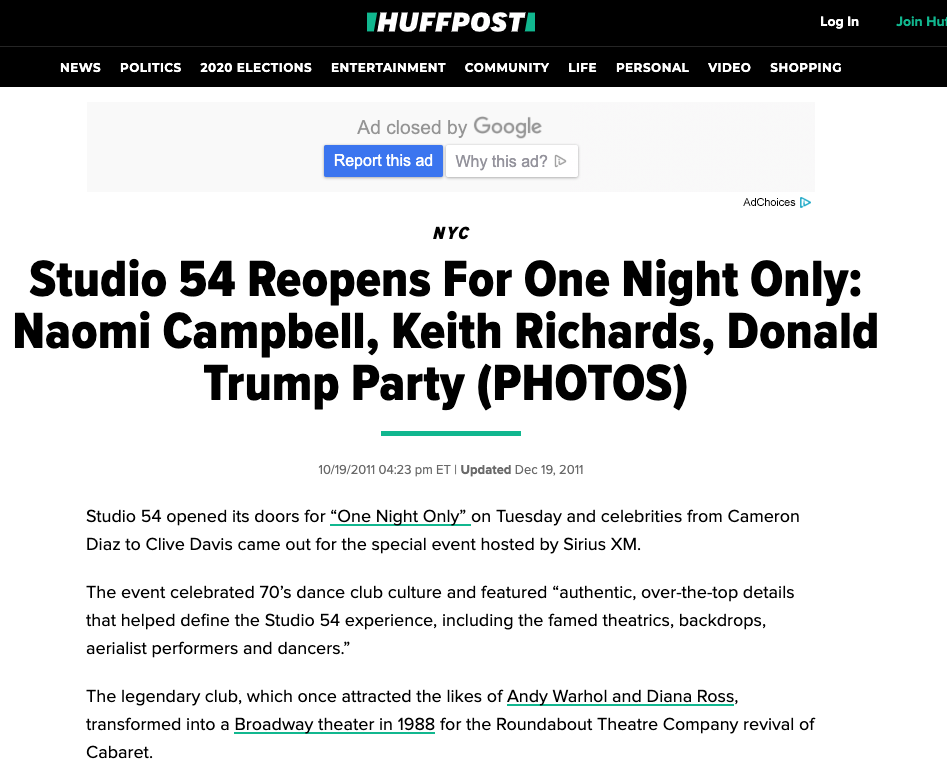 HUFFPOST
Log In
Join Huf
NEWS POLITICS 2020 ELECTIONS ENTERTAINMENT COMMUNITY LIFE PERSONAL VIDEO SHOPPING
Ad closed by Google
Report this ad
Why this ad?
AdChoices
NYC
Studio 54 Reopens For One Night Only:
Naomi Campbell, Keith Richards, Donald
Trump Party (PHOTOS)
10/19/2011 04:23 pm ET | Updated Dec 19, 2011
Studio 54 opened its doors for “One Night Only” on Tuesday and celebrities from Cameron
Diaz to Clive Davis came out for the special event hosted by Sirius XM.
The event celebrated 70’s dance club culture and featured “authentic, over-the-top details
that helped define the Studio 54 experience, including the famed theatrics, backdrops,
aerialist performers and dancers.”
The legendary club, which once attracted the likes of Andy Warhol and Diana Ross,
transformed into a Broadway theater in 1988 for the Roundabout Theatre Company revival of
Cabaret.